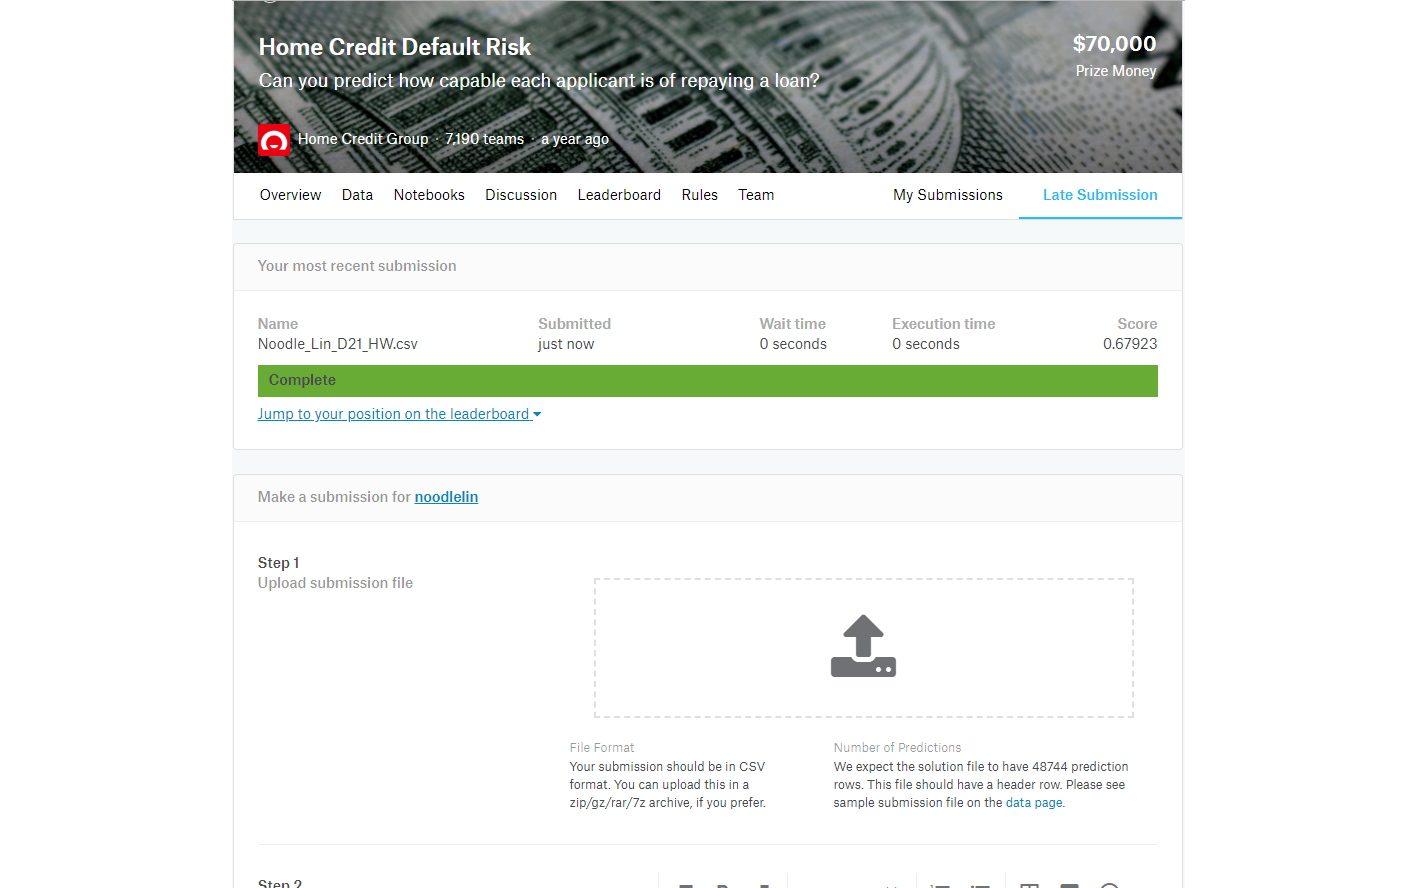 Home Credit Default Risk
$70,000
Can you predict how capable each applicant is of repaying a loan?
Prize Money
Home Credit Group · 7,190 teams · a year ago
Overview Data Notebooks Discussion Leaderboard Rules Team My Submissions Late Submission
Your most recent submission
Name Submitted Wait time Execution time Score
Noodle_Lin_D21_HW.csv just now 0 seconds 0 seconds 0.67923
Complete
Jump to your position on the leaderboard
Make a submission for noodlelin
Step 1
Upload submission file
File Format
Your submission should be in CSV
format. You can upload this in a
zip/gz/rar/7z archive, if you prefer.
Number of Predictions
We expect the solution file to have 48744 prediction
rows. This file should have a header row. Please see
sample submission file on the data page.
Step 2